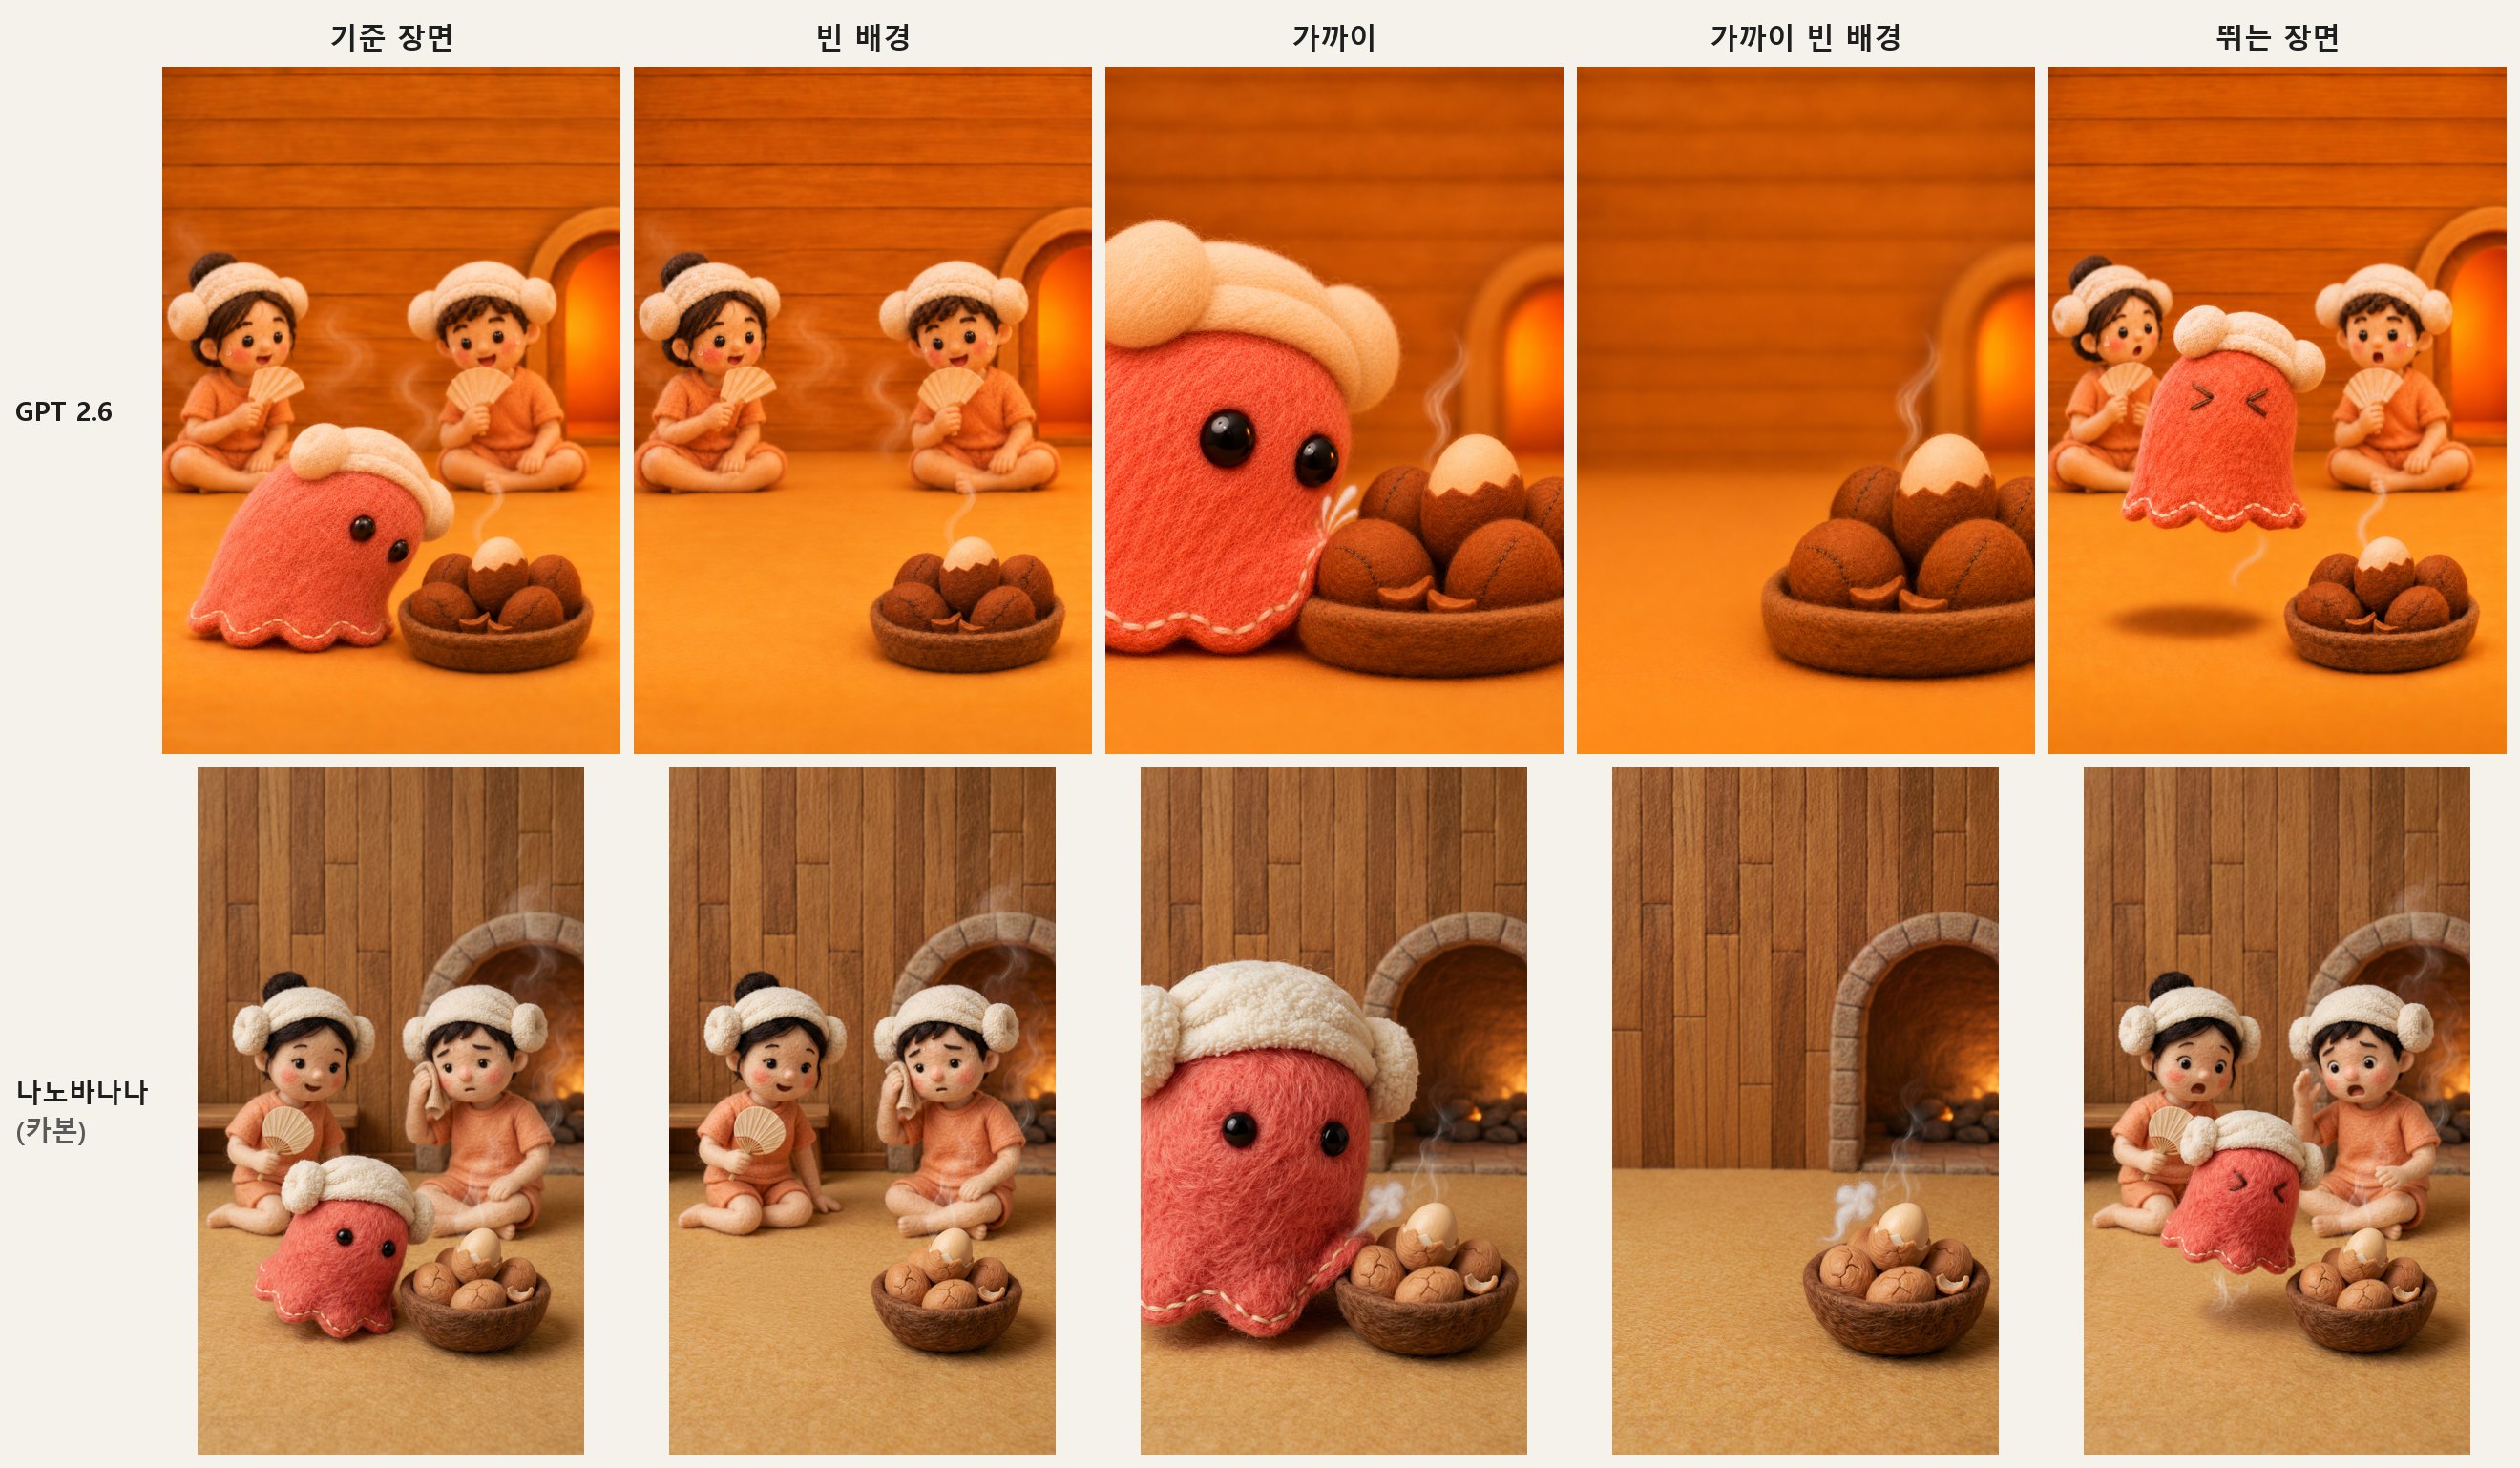 기준 장면
빈 배경
가까이
가까이 빈 배경
뛰는 장면
GPT 2.6
나노바나나
(카본)